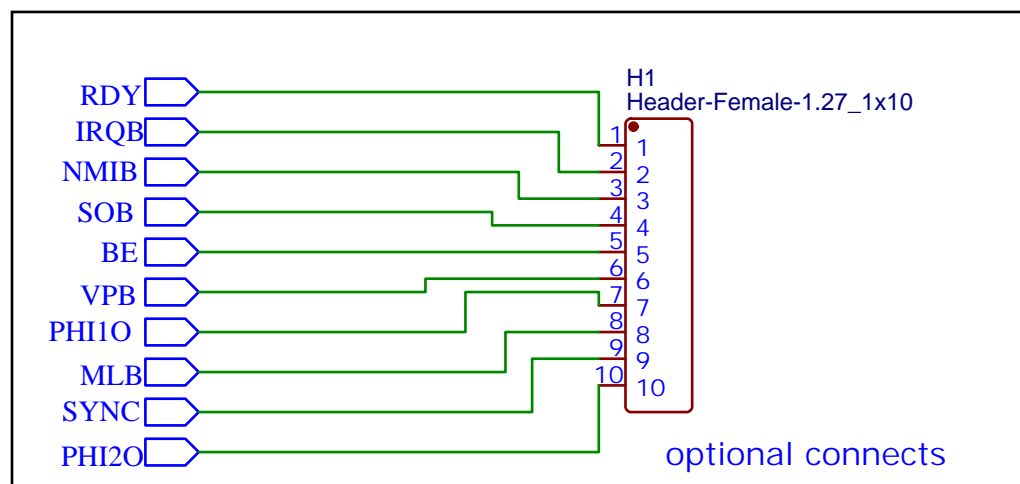 H1
Header-Female-1.27_1x10
RDY
1
1
IRQB
2
2
NMIB
3
3
SOB
4
4
BE
5
5
VPB
6
6
PHI1O
7
7
MLB
8
8
SYNC
9
9
PHI2O
10
10
optional connects